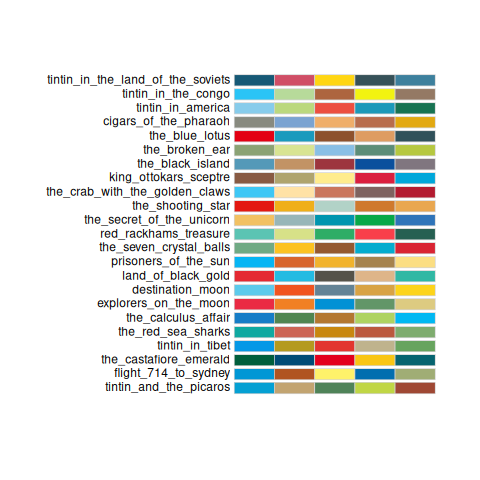 tintin_in_the_land_of_the_soviets
tintin_in_the_congo
tintin_in_america
cigars_of_the_pharaoh
the_blue_lotus
the_broken_ear
the_black_island
king_ottokars_sceptre
the_crab_with_the_golden_claws
the_shooting_star
the_secret_of_the_unicorn
red_rackhams_treasure
the_seven_crystal_balls
prisoners_of_the_sun
land_of_black_gold
destination_moon
explorers_on_the_moon
the_calculus_affair
the_red_sea_sharks
tintin_in_tibet
the_castafiore_emerald
flight_714_to_sydney
tintin_and_the_picaros